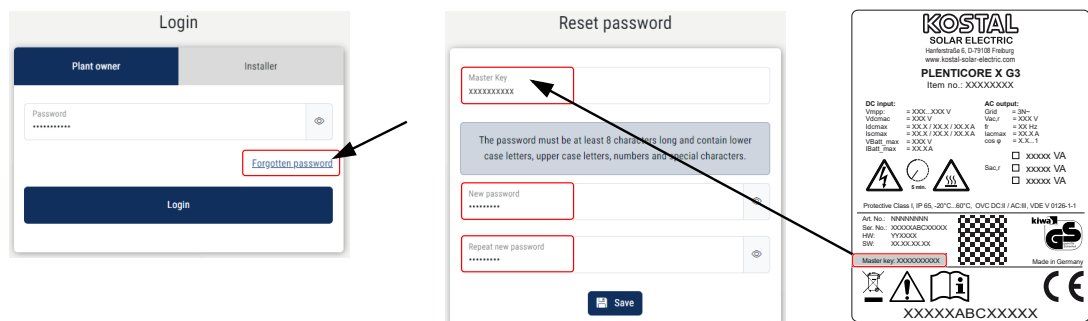 Login
Plant owner
Installer
Password
•••••••••••
Forgotten password
Login
Reset password
Master Key
xxxxxxxxxx
The password must be at least 8 characters long and contain lower
case letters, upper case letters, numbers and special characters.
New password
•••••••••
Repeat new password
•••••••••
Save
KOSTAL
SOLAR ELECTRIC
Hanferstraße 6, D-79108 Freiburg
www.kostal-solar-electric.com
PLENTICORE X G3
Item no.: XXXXXXXX
DC input:
Vmpp: = XXX...XXX V
Vdcmac = XXX V
Idcmax = XX.X / XX.X / XX.X A
Iscmax = XX.X / XX.X / XX.X A
VBatt_max = XXX V
IBatt_max = XX.X A
AC output:
Grid = 3N~
Vac,r = XXX V
fr = XX Hz
Iacmax = XX.X A
cos φ = X.X...1
Sac,r
xxxxx VA
xxxxx VA
xxxxx VA
5 min.
Protective Class I, IP 65, -20°C...60°C, OVC DC:II / AC:III, VDE V 0126-1-1
Art. No.: NNNNNNNN
Ser. No.: XXXXXABCXXXXX
HW: YYXXXX
SW: XX.XX.XX.XX
Master key: XXXXXXXXXX
kiwa
GS
Made in Germany
CE
XXXXXABCXXXXX